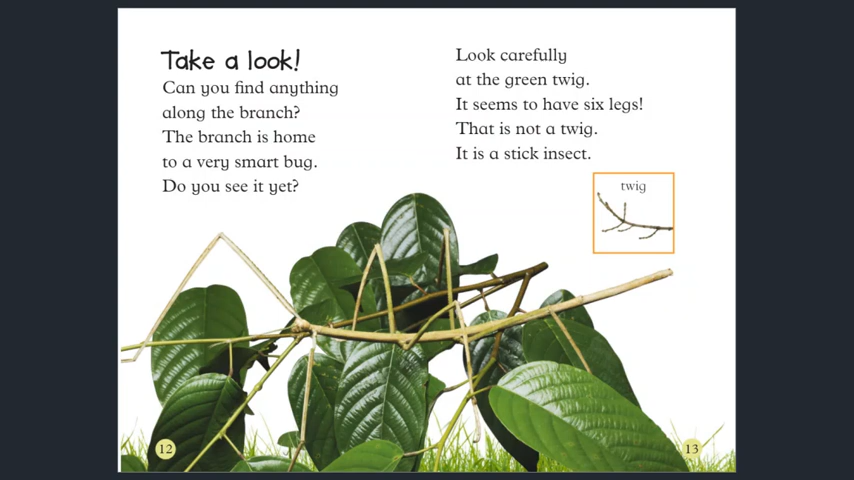 Take a look!
Can you find anything
along the branch?
The branch is home
to a very smart bug.
Do you see it yet?
12
Look carefully
at the green twig.
It seems to have six legs!
That is not a twig.
It is a stick insect.
twig
13